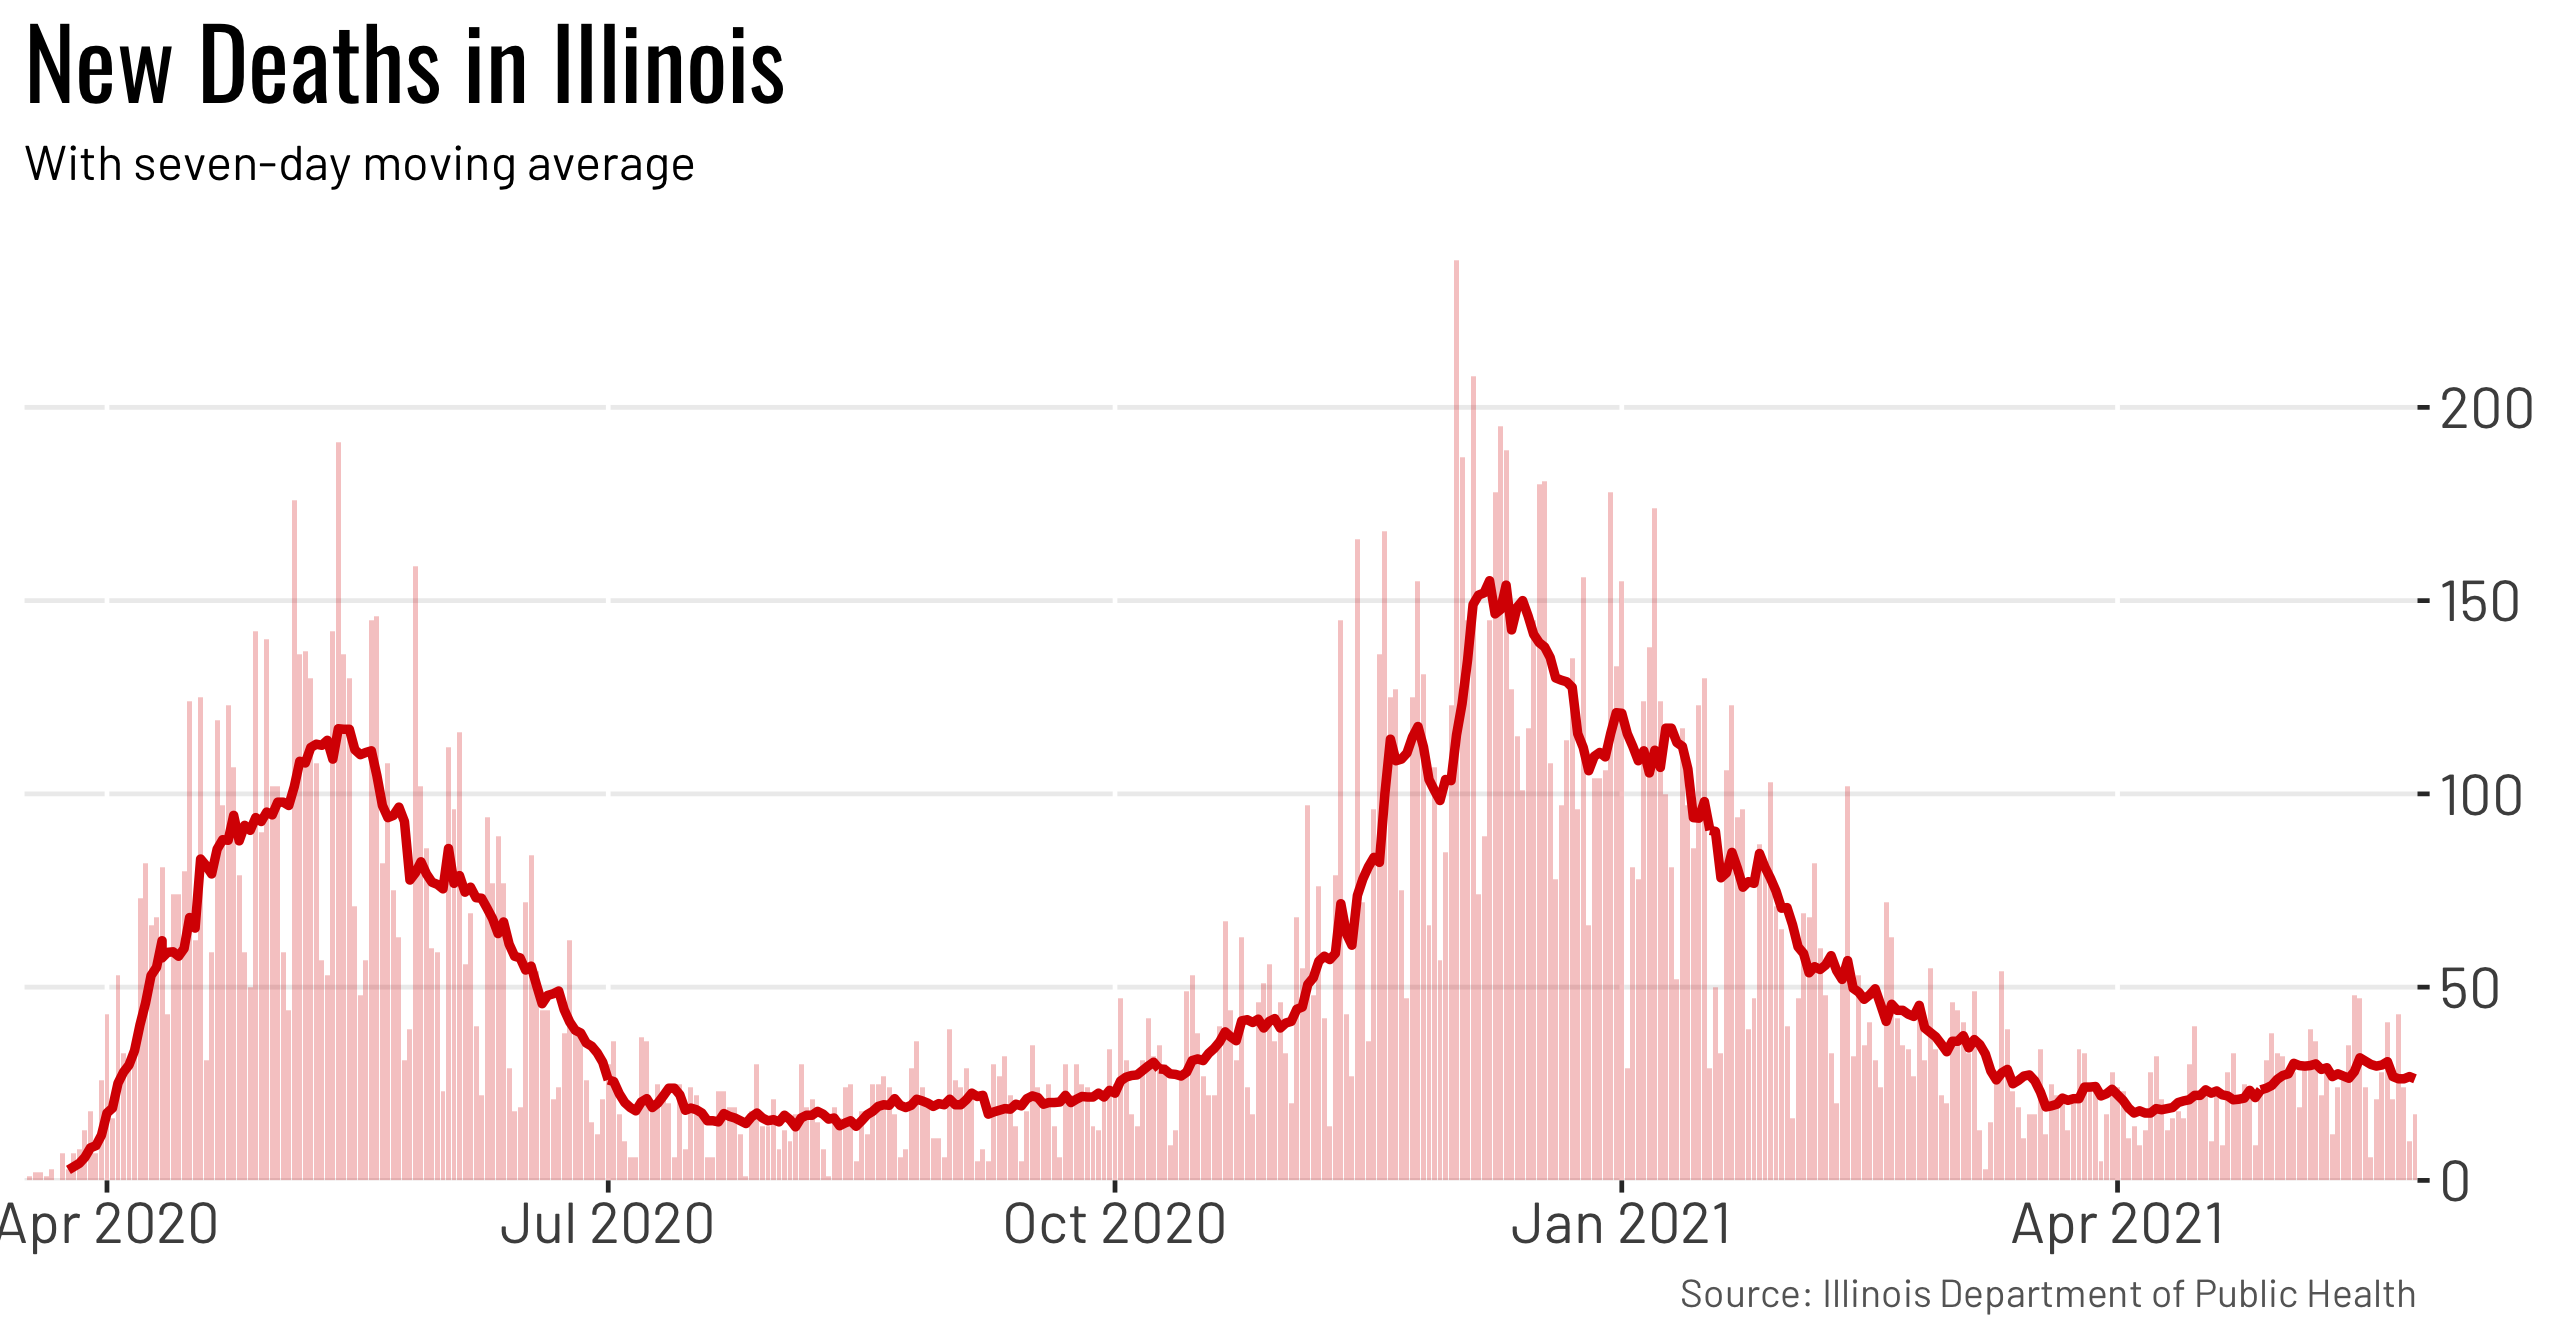 New Deaths in Illinois
With seven-day moving average
200
150
100
50
0
Apr 2020 Jul 2020 Oct 2020 Jan 2021 Apr 2021
Source: Illinois Department of Public Health